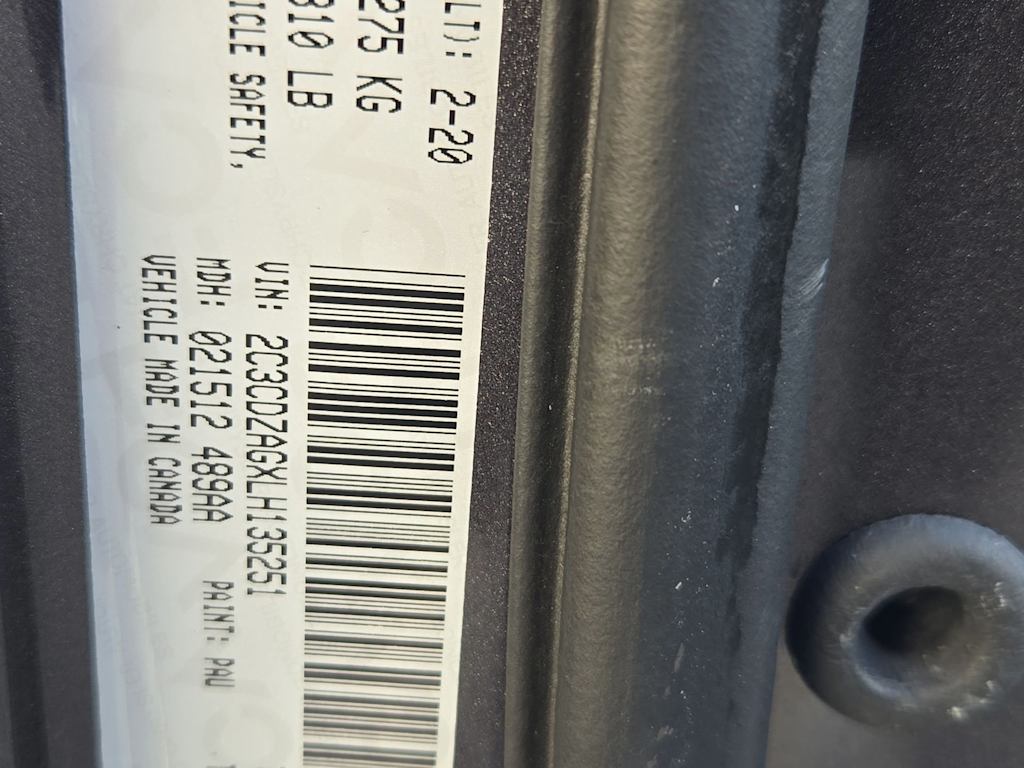 LT): 2-20
275 KG
310 LB
ICLE SAFETY,
VIN: 2C3CDZAGXLH135251
MDH: 021512 489AA PAINT: PAU
VEHICLE MADE IN CANADA